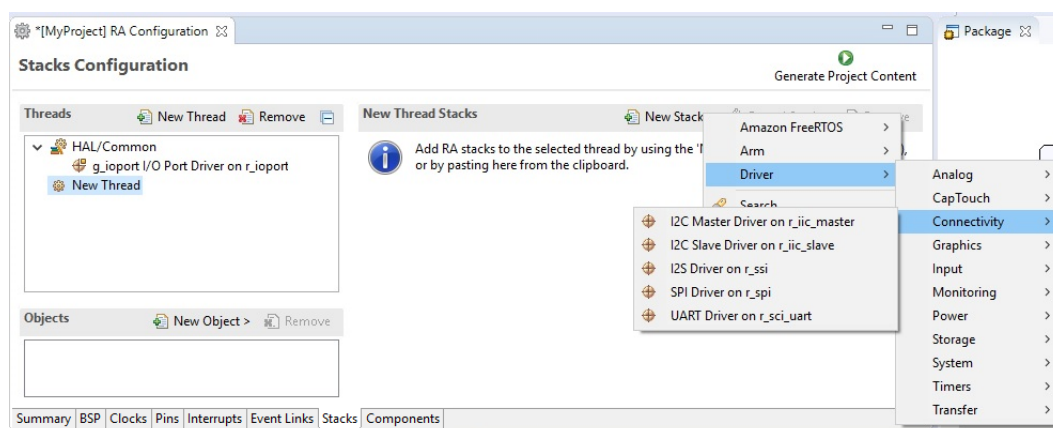 *[MyProject] RA Configuration
Package
Stacks Configuration
Generate Project Content
Threads
New Thread
Remove
HAL/Common
g_ioport I/O Port Driver on r_ioport
New Thread
New Thread Stacks
New Stack
Add RA stacks to the selected thread by using the
or by pasting here from the clipboard.
Amazon FreeRTOS >
Arm >
Driver >
Search
Analog >
CapTouch >
Connectivity >
Graphics >
Input >
Monitoring >
Power >
Storage >
System >
Timers >
Transfer >
I2C Master Driver on r_iic_master
I2C Slave Driver on r_iic_slave
I2S Driver on r_ssi
SPI Driver on r_spi
UART Driver on r_sci_uart
Objects
New Object >
Remove
Summary BSP Clocks Pins Interrupts Event Links Stacks Components